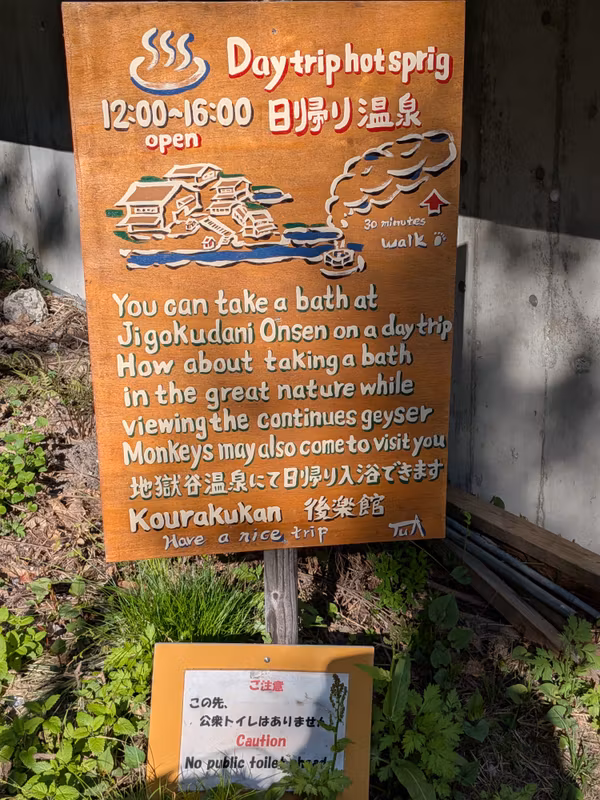 Day trip hot sprig
12:00~16:00 日帰り温泉
open
30 minutes
walk
You can take a bath at
Jigokudani Onsen on a day trip
How about taking a bath
in the great nature while
viewing the continues geyser
Monkeys may also come to visit you
地獄谷温泉にて日帰り入浴できます
Kourakukan 後楽館
Have a nice trip
ご注意
この先、
公衆トイレはありません
Caution
No public toilet ahead